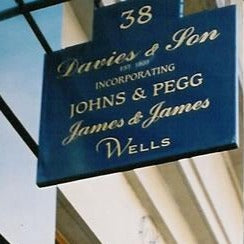 38
Davies & Son
EST 1803
INCORPORATING
JOHNS & PEGG
James & James
WELLS